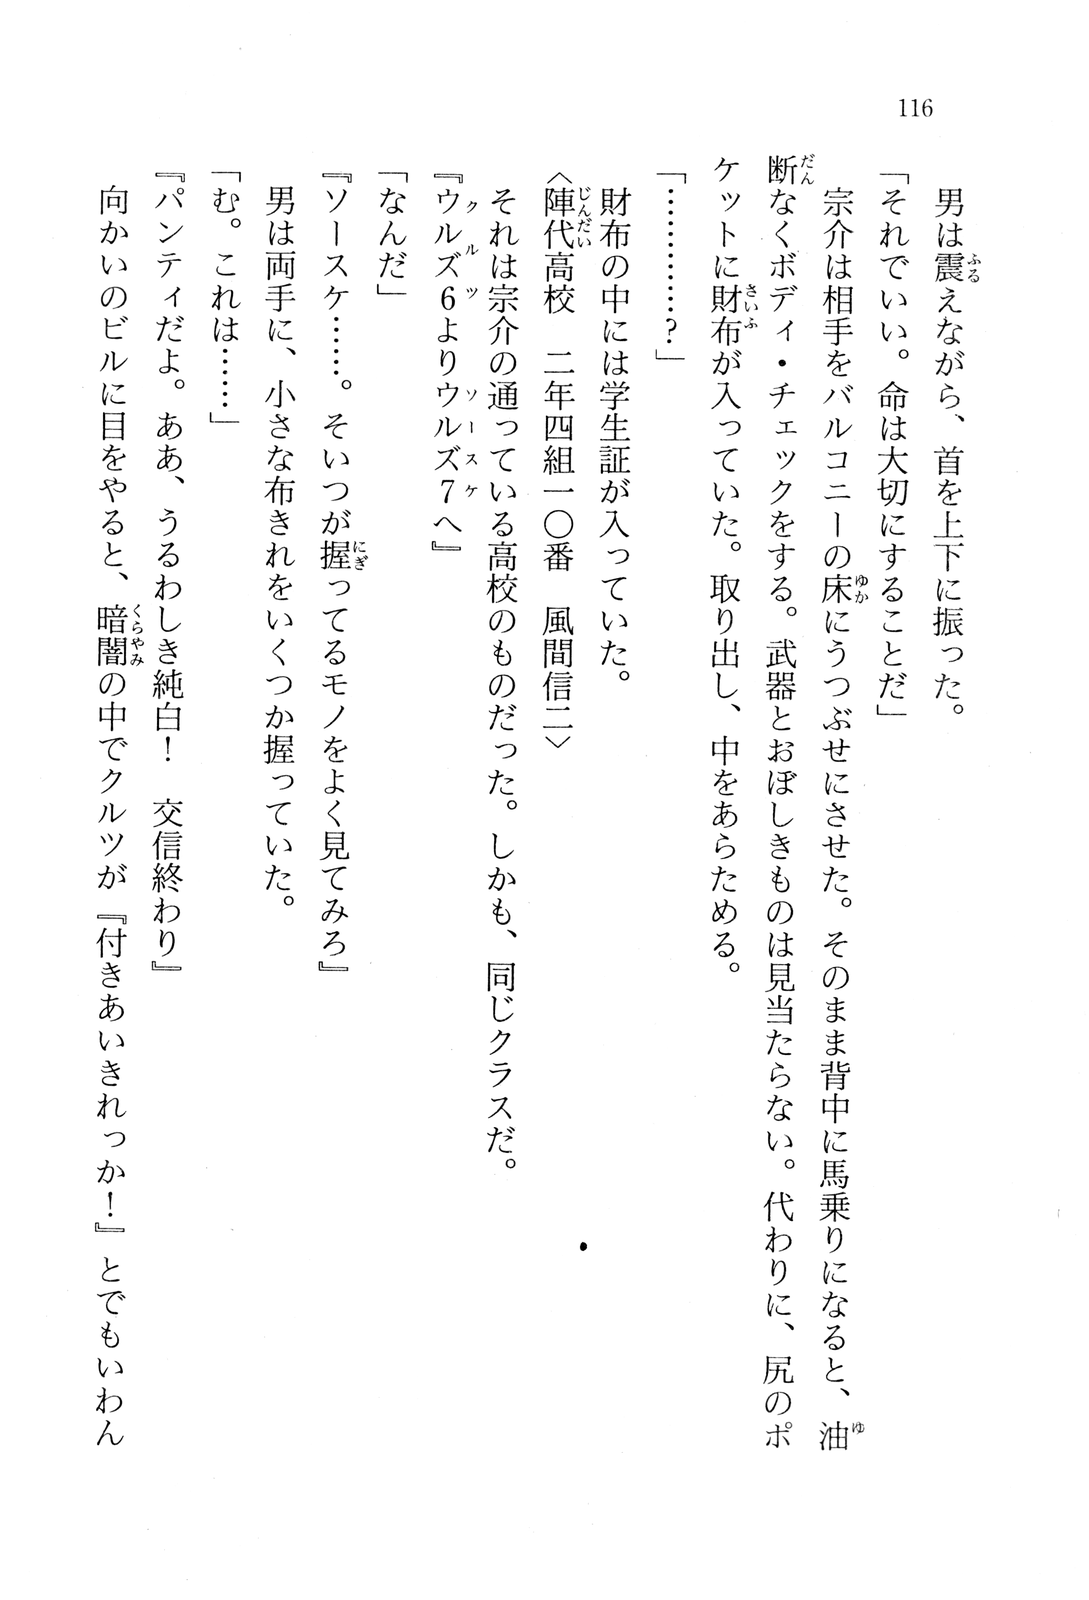 116
男は震えながら、首を上下に振った。
「それでいい。命は大切にすることだ」
宗介は相手をバルコニーの床にうつぶせにさせた。そのまま背中に馬乗りになると、油
断なくボディ・チェックをする。武器とおぼしきものは見当たらない。代わりに、尻のポ
ケットに財布が入っていた。取り出し、中をあらためる。
「…………?」
財布の中には学生証が入っていた。
〈陣代高校　二年四組一〇番　風間信二〉
それは宗介の通っている高校のものだった。しかも、同じクラスだ。
『ウルズ6よりウルズ7へ』
「なんだ」
『ソースケ……。そいつが握ってるモノをよく見てみろ』
男は両手に、小さな布きれをいくつか握っていた。
「む。これは……」
『パンティだよ。ああ、うるわしき純白！　交信終わり』
向かいのビルに目をやると、暗闇の中でクルツが『付きあいきれっか！』とでもいわん